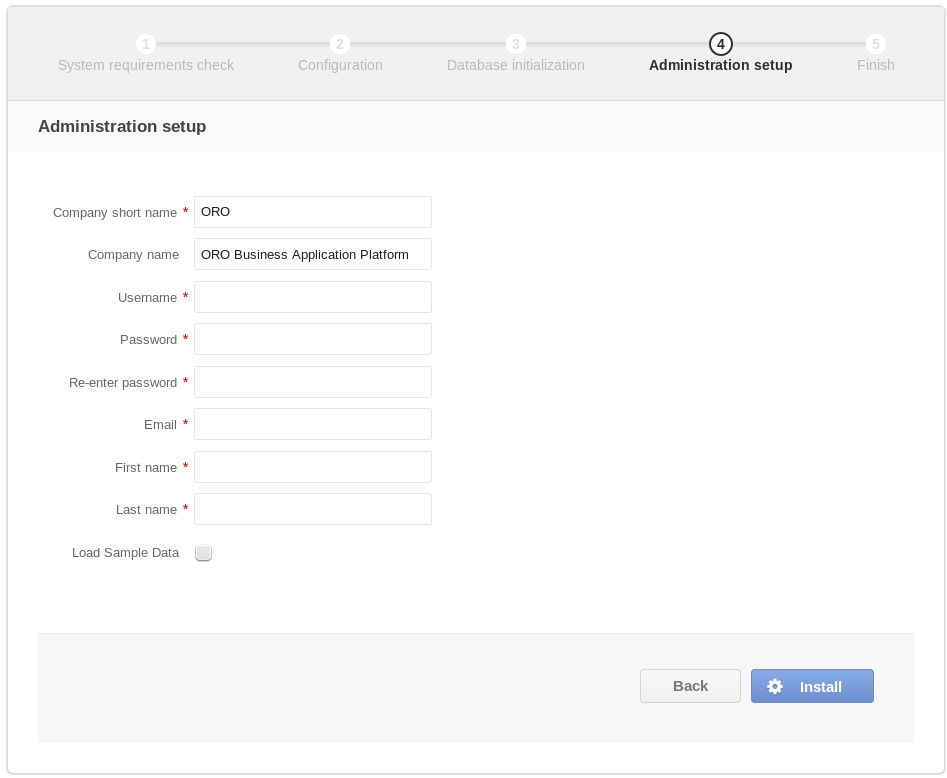 1 2 3 4 5
System requirements check Configuration Database initialization Administration setup Finish
Administration setup
Company short name * ORO
Company name ORO Business Application Platform
Username *
Password *
Re-enter password *
Email *
First name *
Last name *
Load Sample Data
Back Install